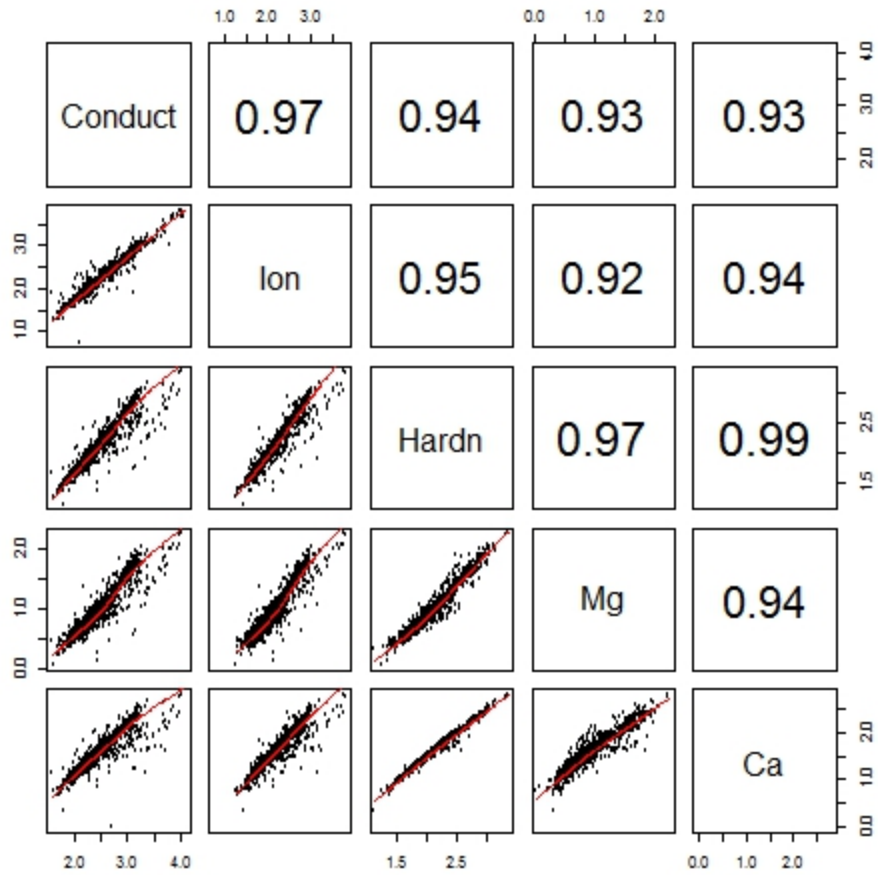 1.0 2.0 3.0 0.0 1.0 2.0
Conduct 0.97 0.94 0.93 0.93
2.0 3.0 4.0
1.0 2.0 3.0
Ion 0.95 0.92 0.94
Hardn 0.97 0.99
1.5 2.5
0.0 1.0 2.0
Mg 0.94
Ca
0.0 1.0 2.0
2.0 3.0 4.0 1.5 2.5 0.0 1.0 2.0